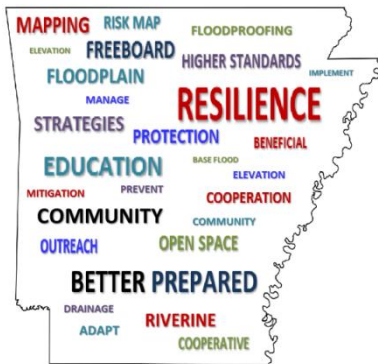 MAPPING
RISK MAP
FLOODPROOFING
ELEVATION
FREEBOARD
HIGHER STANDARDS
FLOODPLAIN
IMPLEMENT
MANAGE
RESILIENCE
STRATEGIES
PROTECTION
BENEFICIAL
EDUCATION
BASE FLOOD
ELEVATION
MITIGATION
PREVENT
COOPERATION
COMMUNITY
COMMUNITY
OUTREACH
OPEN SPACE
BETTER PREPARED
DRAINAGE
RIVERINE
ADAPT
COOPERATIVE